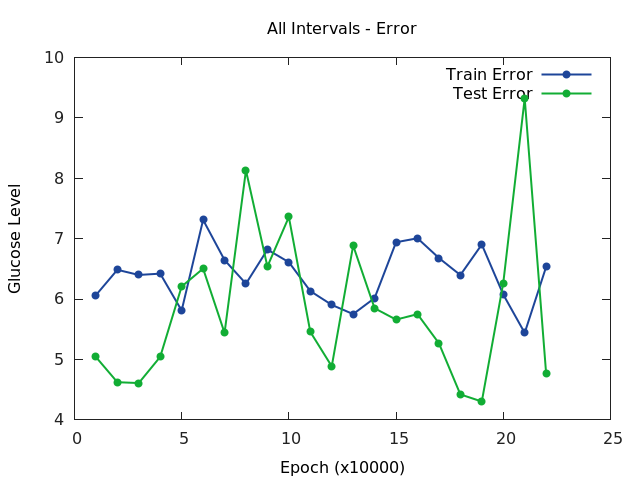 All Intervals - Error
10
9
8
7
6
5
4
0
5
10
15
20
25
Glucose Level
Epoch (x10000)
Train Error
Test Error